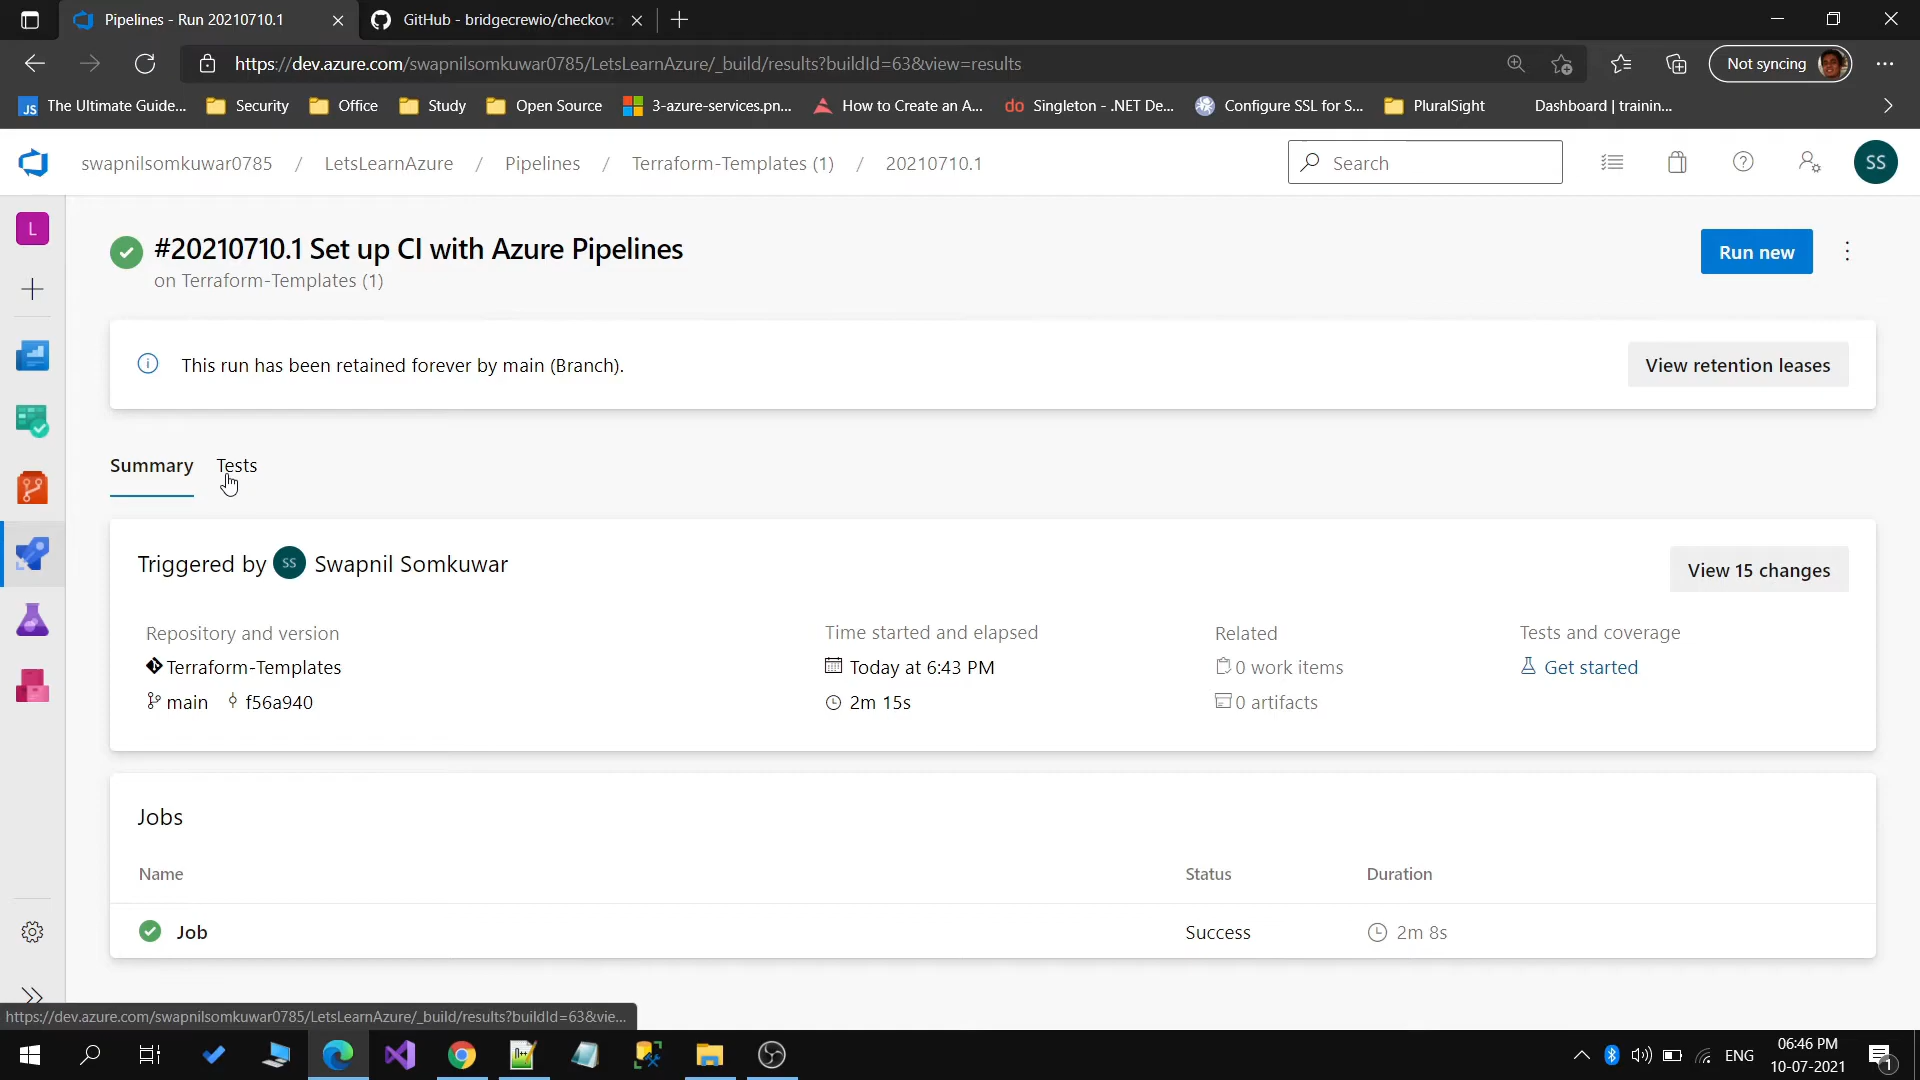 Pipelines - Run 20210710.1
GitHub - bridgecrewio/checkov:
https://dev.azure.com/swapnilsomkuwar0785/LetsLearnAzure/_build/results?buildId=63&view=results
Not syncing
JS The Ultimate Guide...
Security
Office
Study
Open Source
3-azure-services.pn...
How to Create an A...
do Singleton - .NET De...
Configure SSL for S...
PluralSight
Dashboard | trainin...
swapnilsomkuwar0785 / LetsLearnAzure / Pipelines / Terraform-Templates (1) / 20210710.1
Search
SS
L
#20210710.1 Set up CI with Azure Pipelines
on Terraform-Templates (1)
Run new
This run has been retained forever by main (Branch).
View retention leases
Summary
Tests
Triggered by SS Swapnil Somkuwar
View 15 changes
Repository and version
Time started and elapsed
Related
Tests and coverage
Terraform-Templates
Today at 6:43 PM
0 work items
Get started
main f56a940
2m 15s
0 artifacts
Jobs
Name
Status
Duration
Job
Success
2m 8s
https://dev.azure.com/swapnilsomkuwar0785/LetsLearnAzure/_build/results?buildId=63&vie...
ENG
06:46 PM
10-07-2021
1